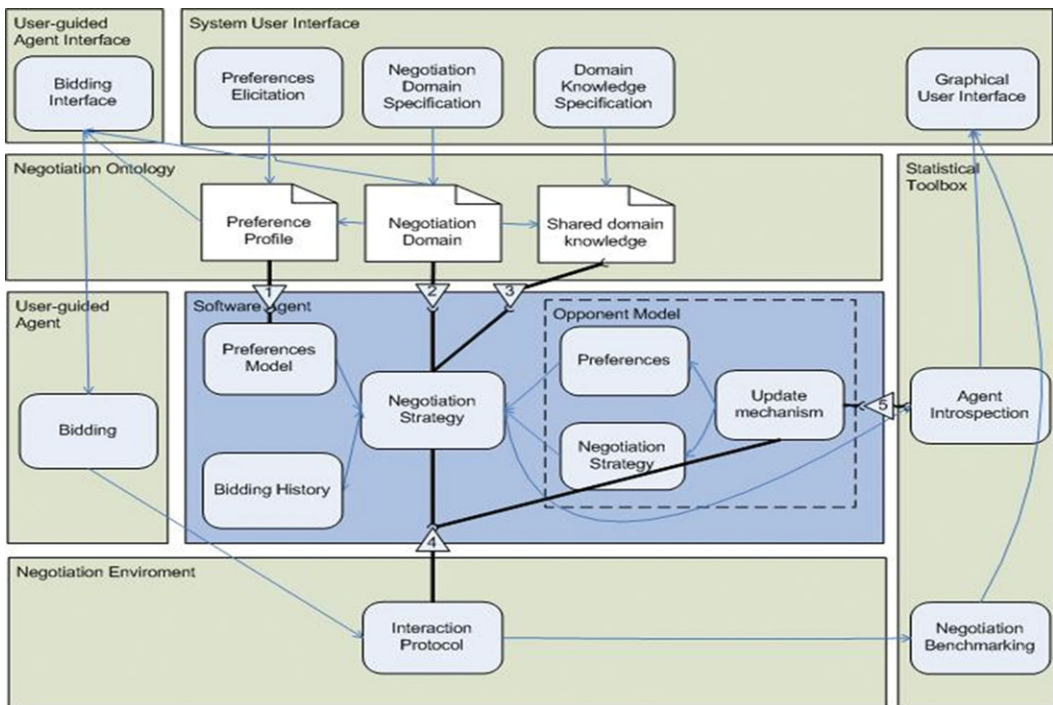 User-guided
Agent Interface
Bidding
Interface
System User Interface
Preferences
Elicitation
Negotiation
Domain
Specification
Domain
Knowledge
Specification
Graphical
User Interface
Negotiation Ontology
Preference
Profile
Negotiation
Domain
Shared domain
knowledge
Statistical
Toolbox
1
2
3
User-guided
Agent
Bidding
Software Agent
Preferences
Model
Negotiation
Strategy
Bidding History
Opponent Model
Preferences
Negotiation
Strategy
Update
mechanism
5
Agent
Introspection
4
Negotiation Enviroment
Interaction
Protocol
Negotiation
Benchmarking